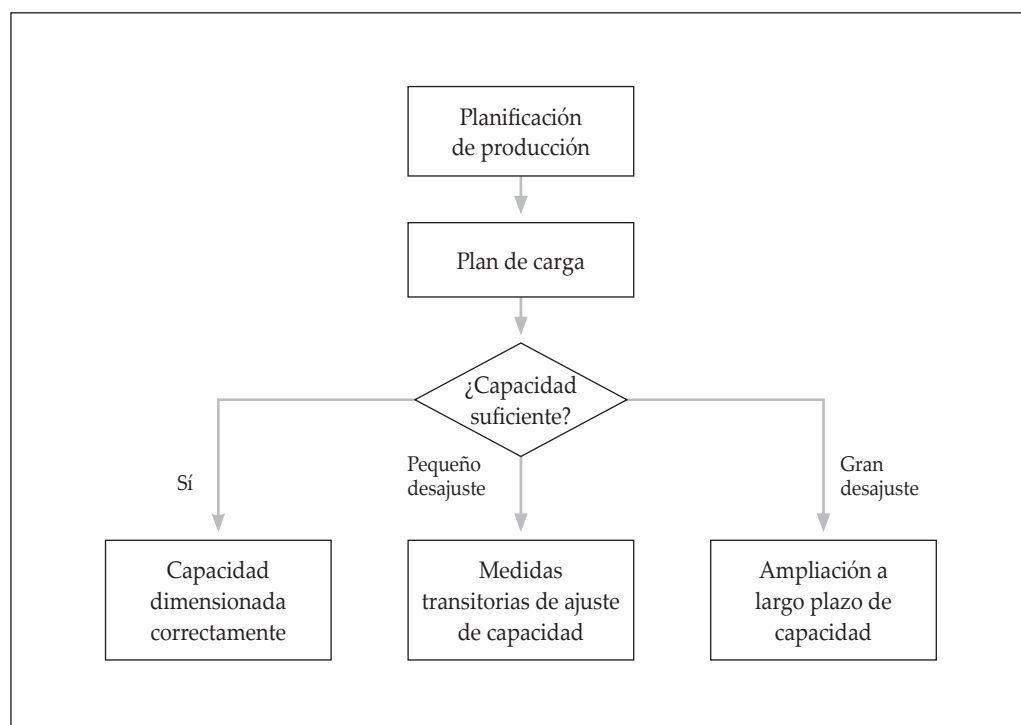 Planificación
de producción
Plan de carga
¿Capacidad
suficiente?
Sí
Pequeño
desajuste
Gran
desajuste
Capacidad
dimensionada
correctamente
Medidas
transitorias de ajuste
de capacidad
Ampliación a
largo plazo de
capacidad